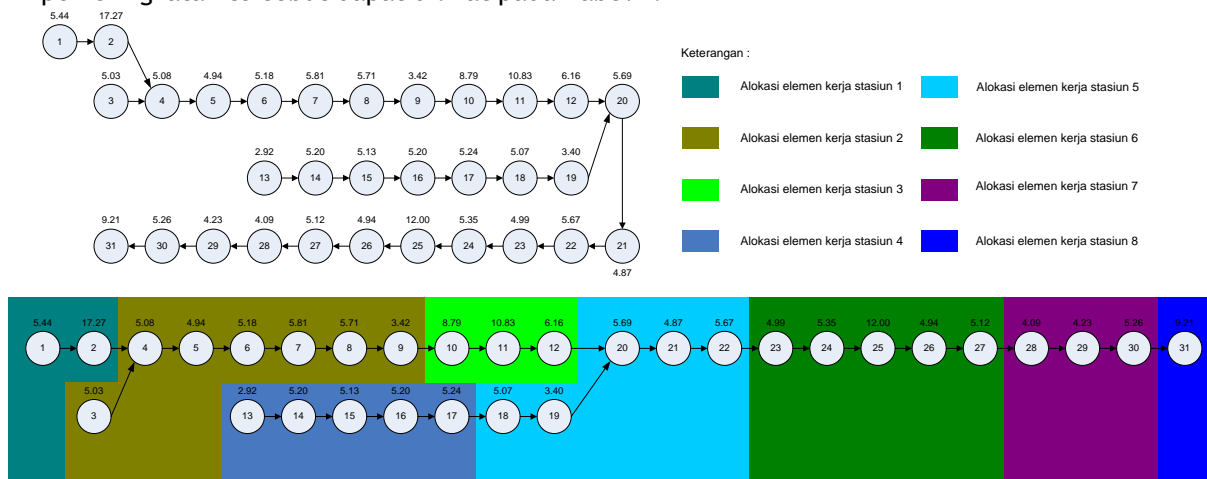 5.44 17.27
1 2
Keterangan :
5.03 5.08 4.94 5.18 5.81 5.71 3.42 8.79 10.83 6.16 5.69
3 4 5 6 7 8 9 10 11 12 20
Alokasi elemen kerja stasiun 1
Alokasi elemen kerja stasiun 5
Alokasi elemen kerja stasiun 2
Alokasi elemen kerja stasiun 6
2.92 5.20 5.13 5.20 5.24 5.07 3.40
13 14 15 16 17 18 19
Alokasi elemen kerja stasiun 3
Alokasi elemen kerja stasiun 7
9.21 5.26 4.23 4.09 5.12 4.94 12.00 5.35 4.99 5.67
31 30 29 28 27 26 25 24 23 22 21
4.87
Alokasi elemen kerja stasiun 4
Alokasi elemen kerja stasiun 8
5.44 17.27 5.08 4.94 5.18 5.81 5.71 3.42 8.79 10.83 6.16 5.69 4.87 5.67 4.99 5.35 12.00 4.94 5.12 4.09 4.23 5.26 9.21
1 2 4 5 6 7 8 9 10 11 12 20 21 22 23 24 25 26 27 28 29 30 31
5.03 2.92 5.20 5.13 5.20 5.24 5.07 3.40
3 13 14 15 16 17 18 19